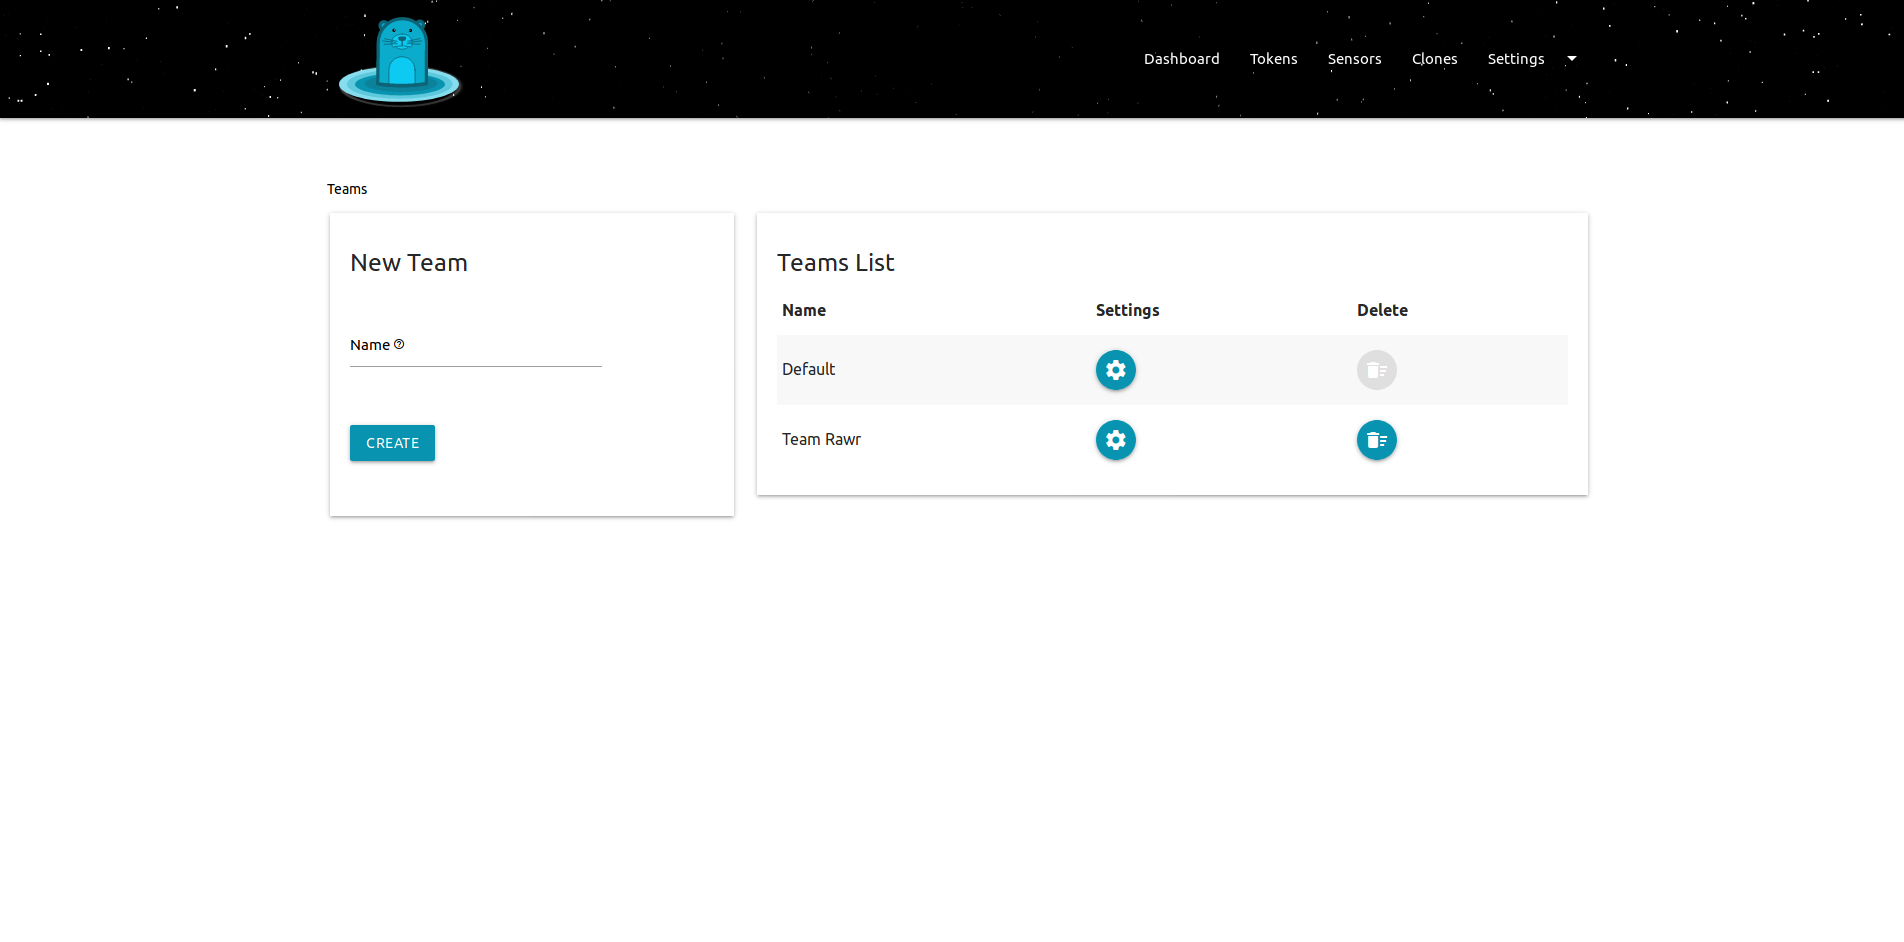 Dashboard Tokens Sensors Clones Settings
Teams
New Team
Name
CREATE
Teams List
Name Settings Delete
Default
Team Rawr